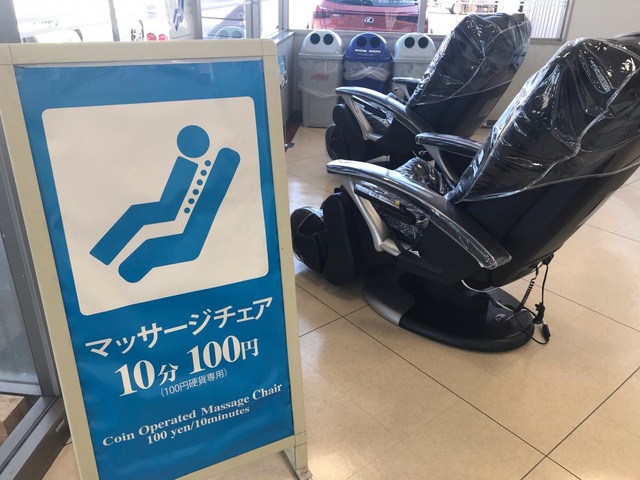 マッサージチェア
10分 100円
（100円硬貨専用）
Coin Operated Massage Chair
100 yen/10minutes